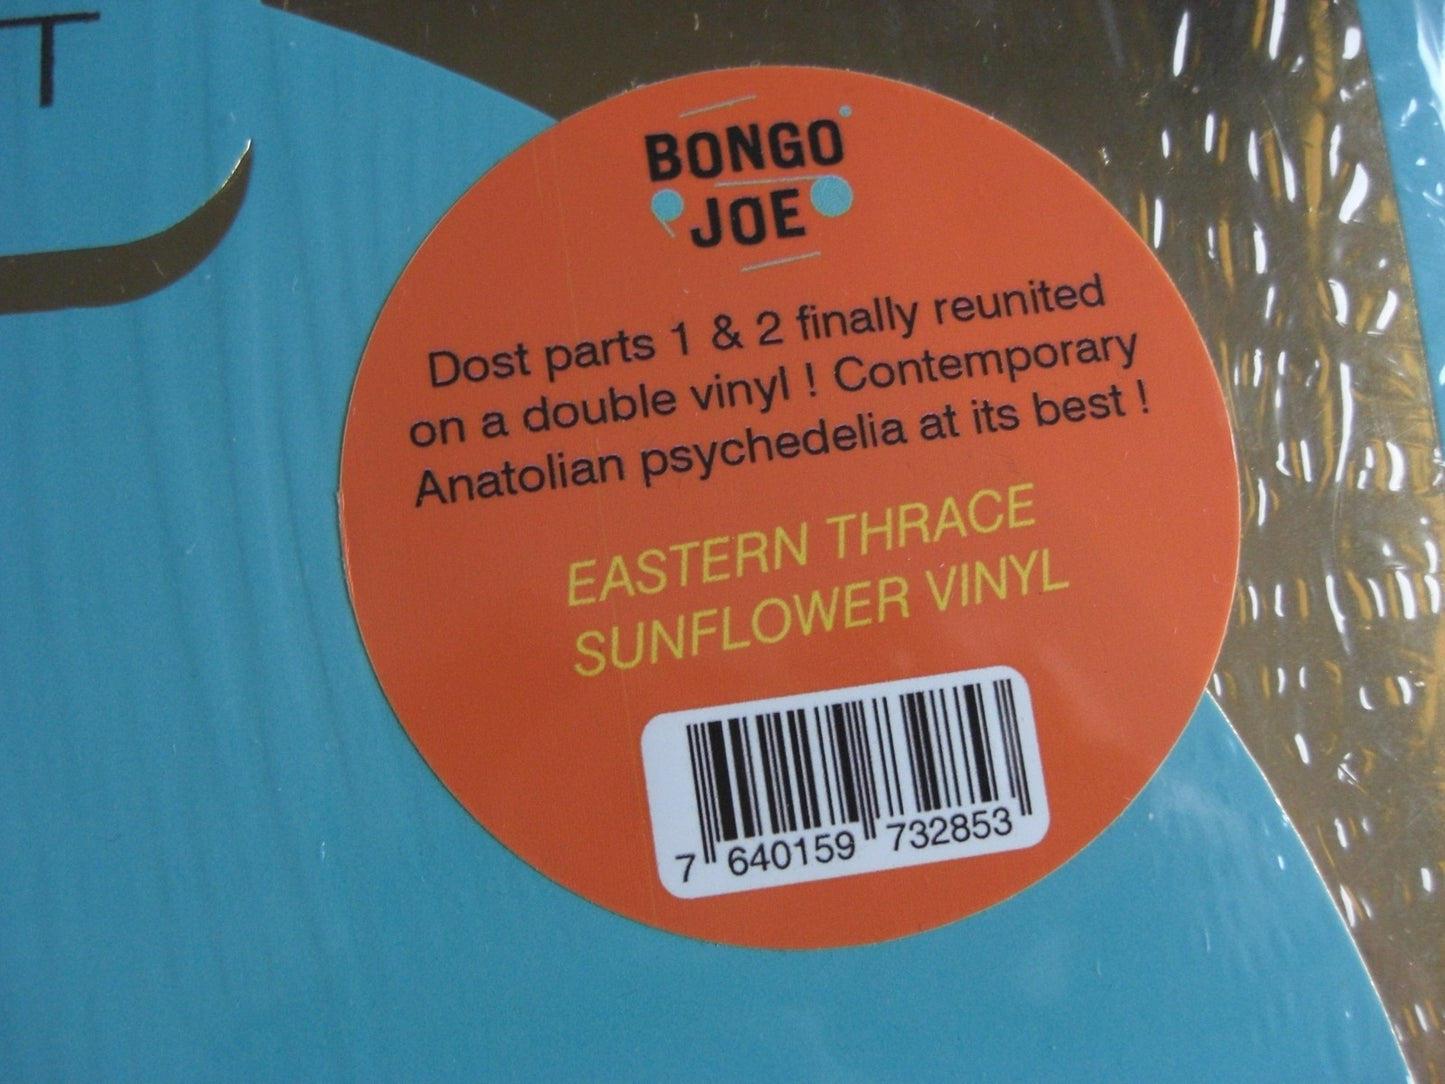 T
BONGO
JOE
Dost parts 1 & 2 finally reunited
on a double vinyl ! Contemporary
Anatolian psychedelia at its best !
EASTERN THRACE
SUNFLOWER VINYL
7 640159 732853